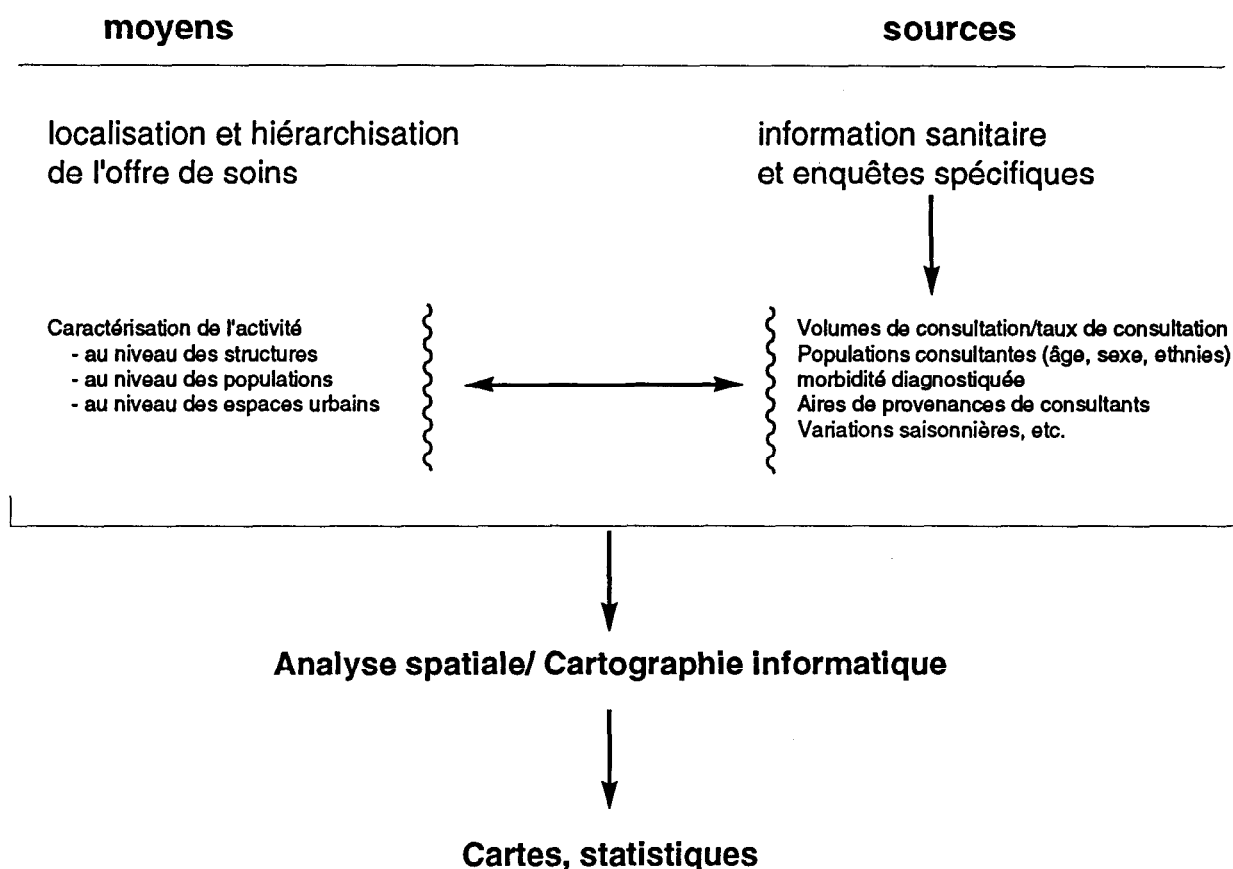 moyens
sources
localisation et hiérarchisation
de l'offre de soins
information sanitaire
et enquêtes spécifiques
Caractérisation de l'activité
- au niveau des structures
- au niveau des populations
- au niveau des espaces urbains
Volumes de consultation/taux de consultation
Populations consultantes (âge, sexe, ethnies)
morbidité diagnostiquée
Aires de provenances de consultants
Variations saisonnières, etc.
Analyse spatiale/ Cartographie informatique
Cartes, statistiques